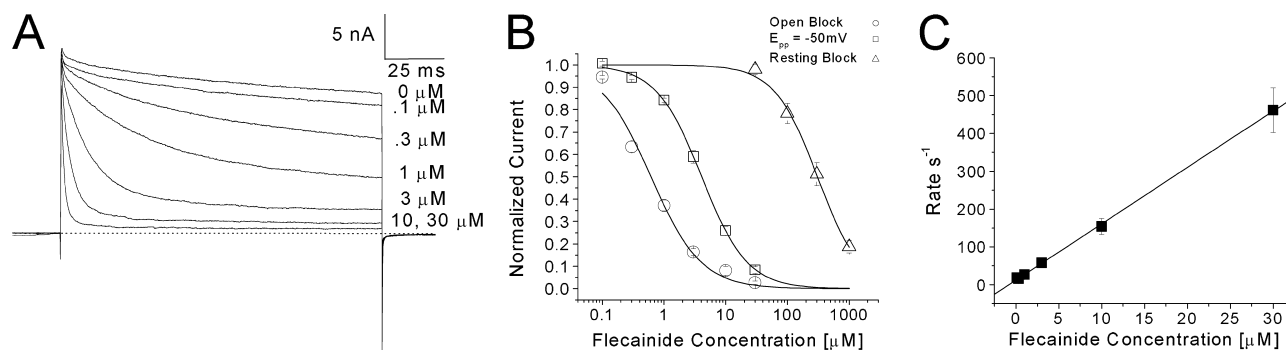 A
5 nA
25 ms
0 μM
.1 μM
.3 μM
1 μM
3 μM
10, 30 μM
B
Open Block
Epp = -50mV
Resting Block
1.0
0.9
0.8
0.7
0.6
0.5
0.4
0.3
0.2
0.1
0.0
Normalized Current
0.1 1 10 100 1000
Flecainide Concentration [μM]
C
600
500
400
300
200
100
0
Rate s⁻¹
0 5 10 15 20 25 30
Flecainide Concentration [μM]